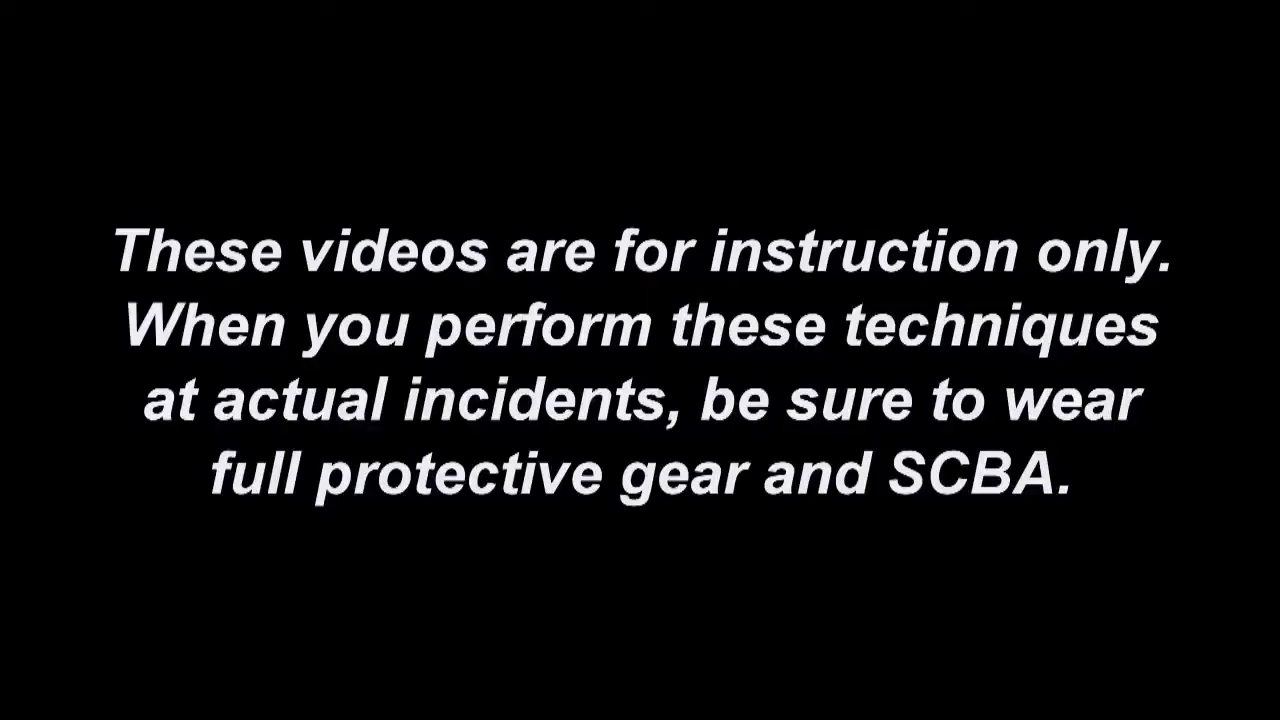 These videos are for instruction only.
When you perform these techniques
at actual incidents, be sure to wear
full protective gear and SCBA.